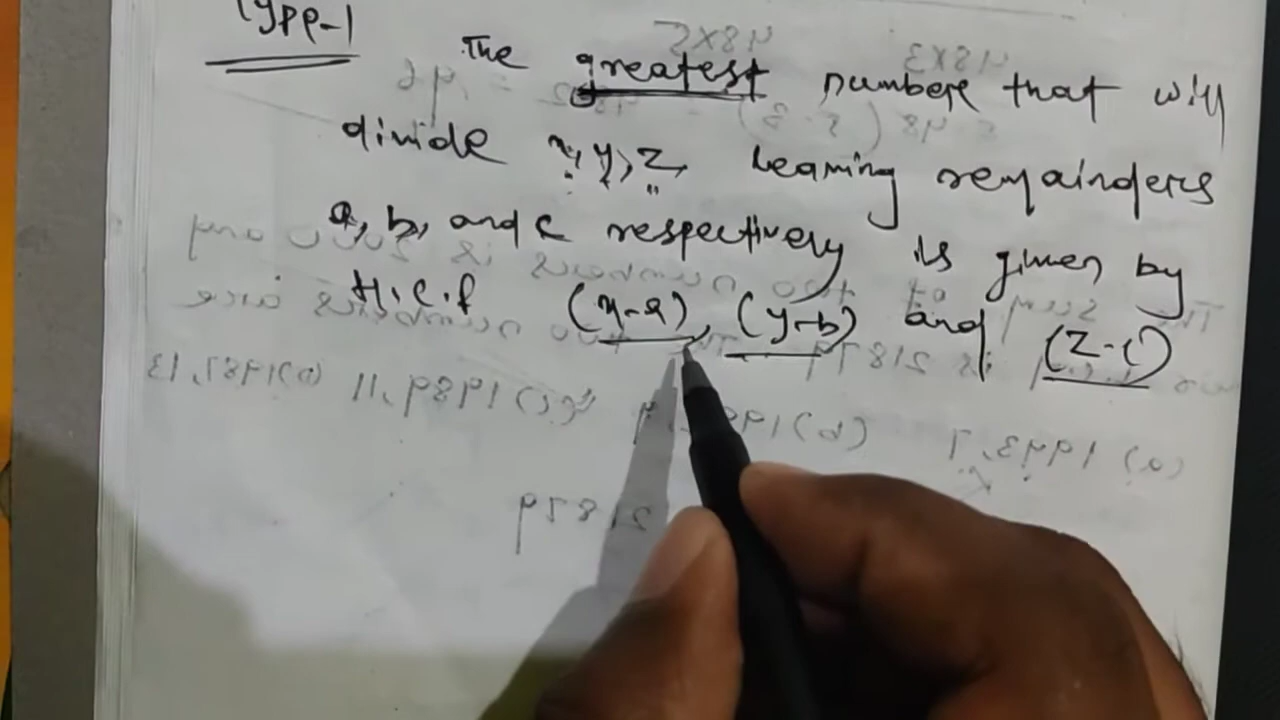 Type-1
The greatest number that will
divide x, y, z, leaving remainders
a, b, and c respectively is given by
H.C.f (x-a), (y-b) and (z-c)